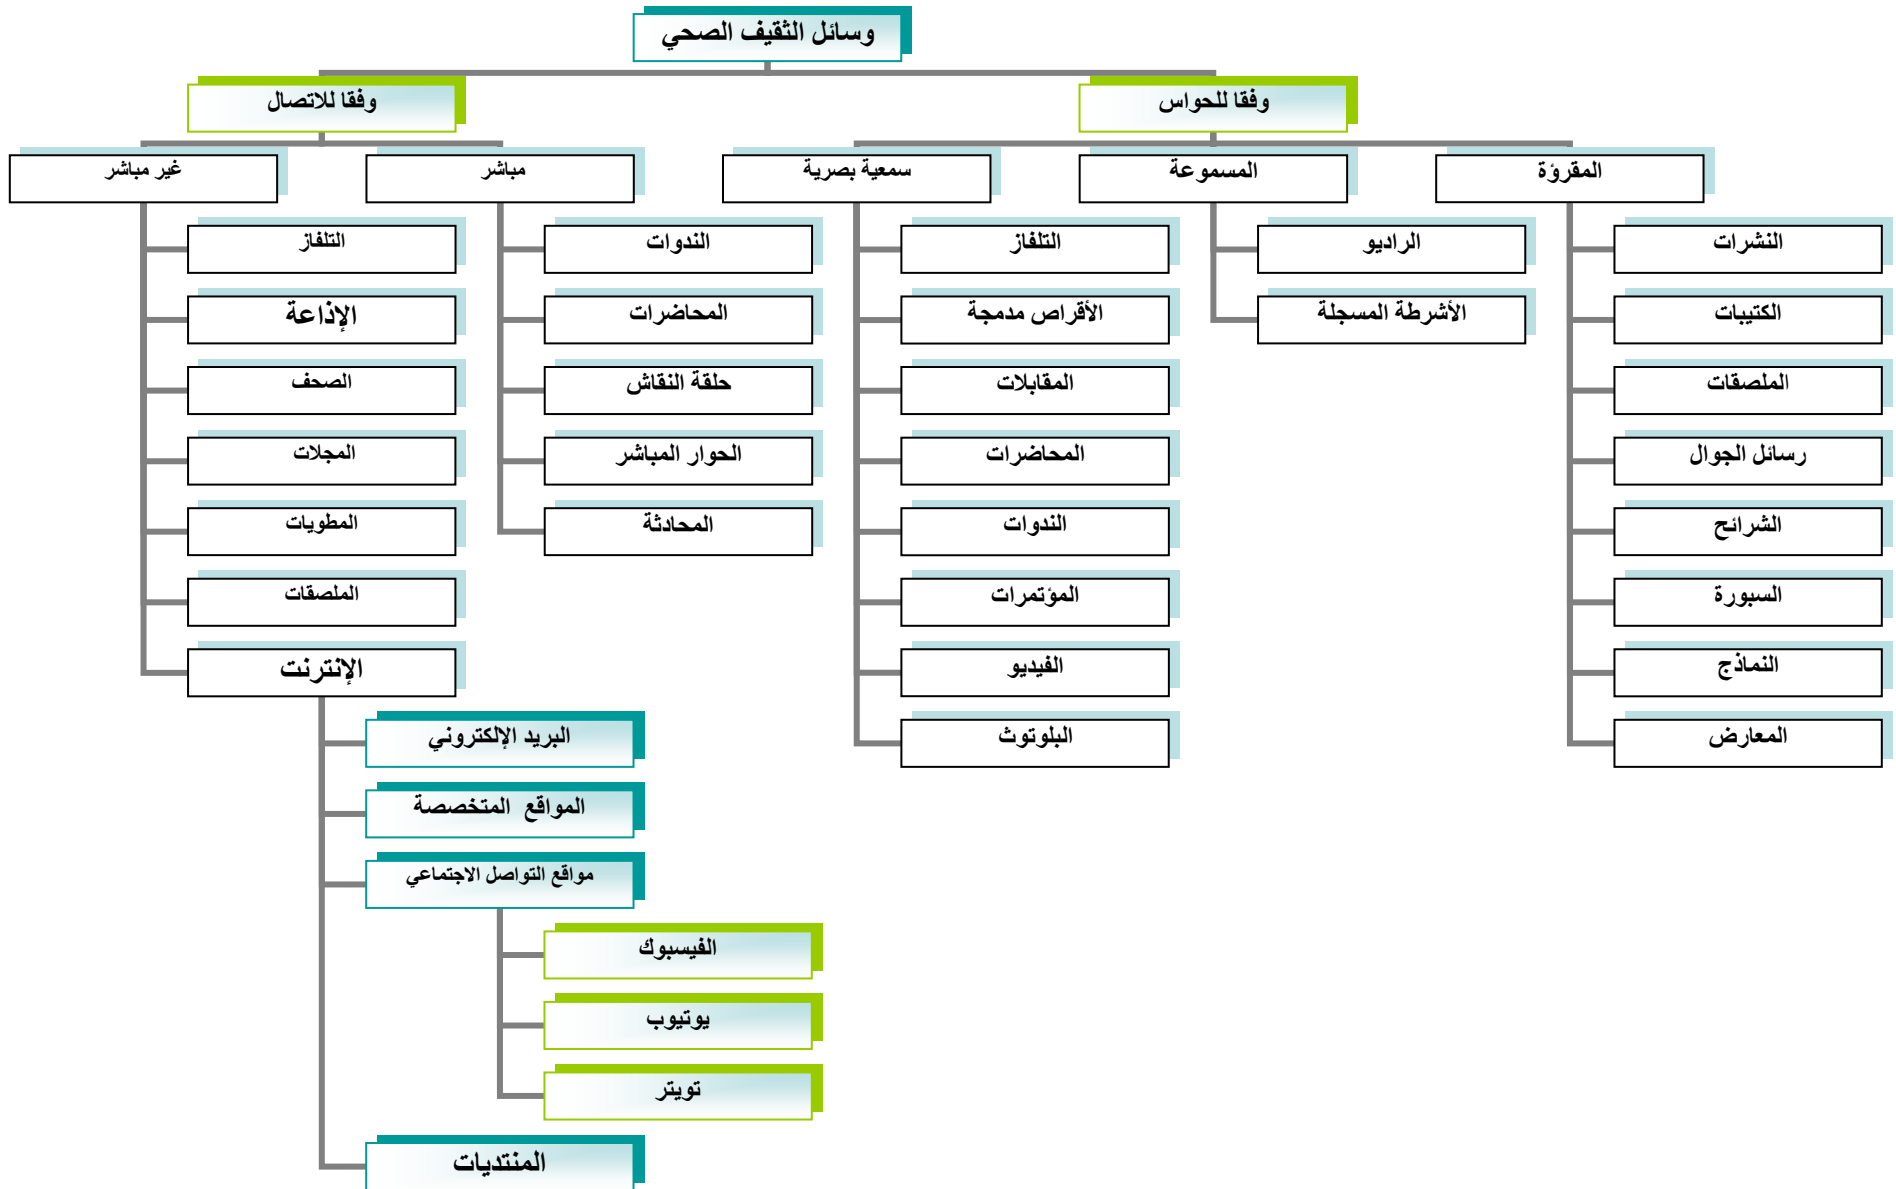 وسائل الثقيف الصحي
وفقا للحواس
وفقا للاتصال
المقروؤة
المسموعة
سمعية بصرية
مباشر
غير مباشر
النشرات
الكتيبات
الملصقات
رسائل الجوال
الشرائح
السبورة
النماذج
المعارض
الراديو
الأشرطة المسجلة
التلفاز
الأقراص مدمجة
المقابلات
المحاضرات
الندوات
المؤتمرات
الفيديو
البلوتوث
الندوات
المحاضرات
حلقة النقاش
الحوار المباشر
المحادثة
التلفاز
الإذاعة
الصحف
المجلات
المطويات
الملصقات
الإنترنت
البريد الإلكتروني
المواقع المتخصصة
مواقع التواصل الاجتماعي
الفيسبوك
يوتيوب
تويتر
المنتديات